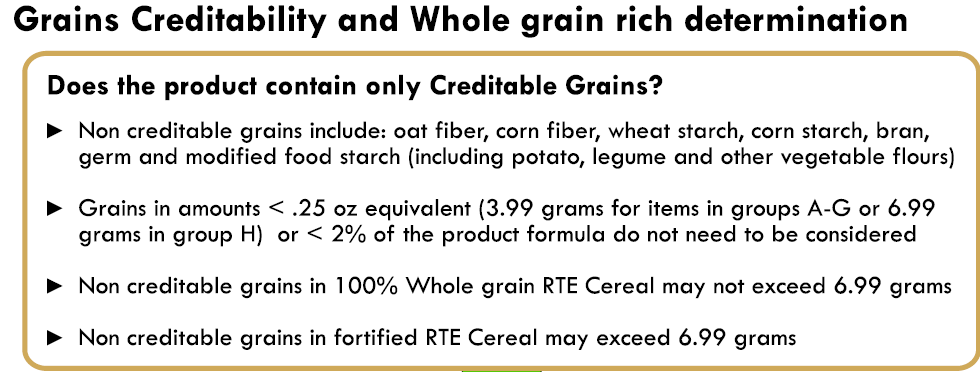 Grains Creditability and Whole grain rich determination
Does the product contain only Creditable Grains?
► Non creditable grains include: oat fiber, corn fiber, wheat starch, corn starch, bran,
germ and modified food starch (including potato, legume and other vegetable flours)
► Grains in amounts < .25 oz equivalent (3.99 grams for items in groups A-G or 6.99
grams in group H)  or < 2% of the product formula do not need to be considered
► Non creditable grains in 100% Whole grain RTE Cereal may not exceed 6.99 grams
► Non creditable grains in fortified RTE Cereal may exceed 6.99 grams